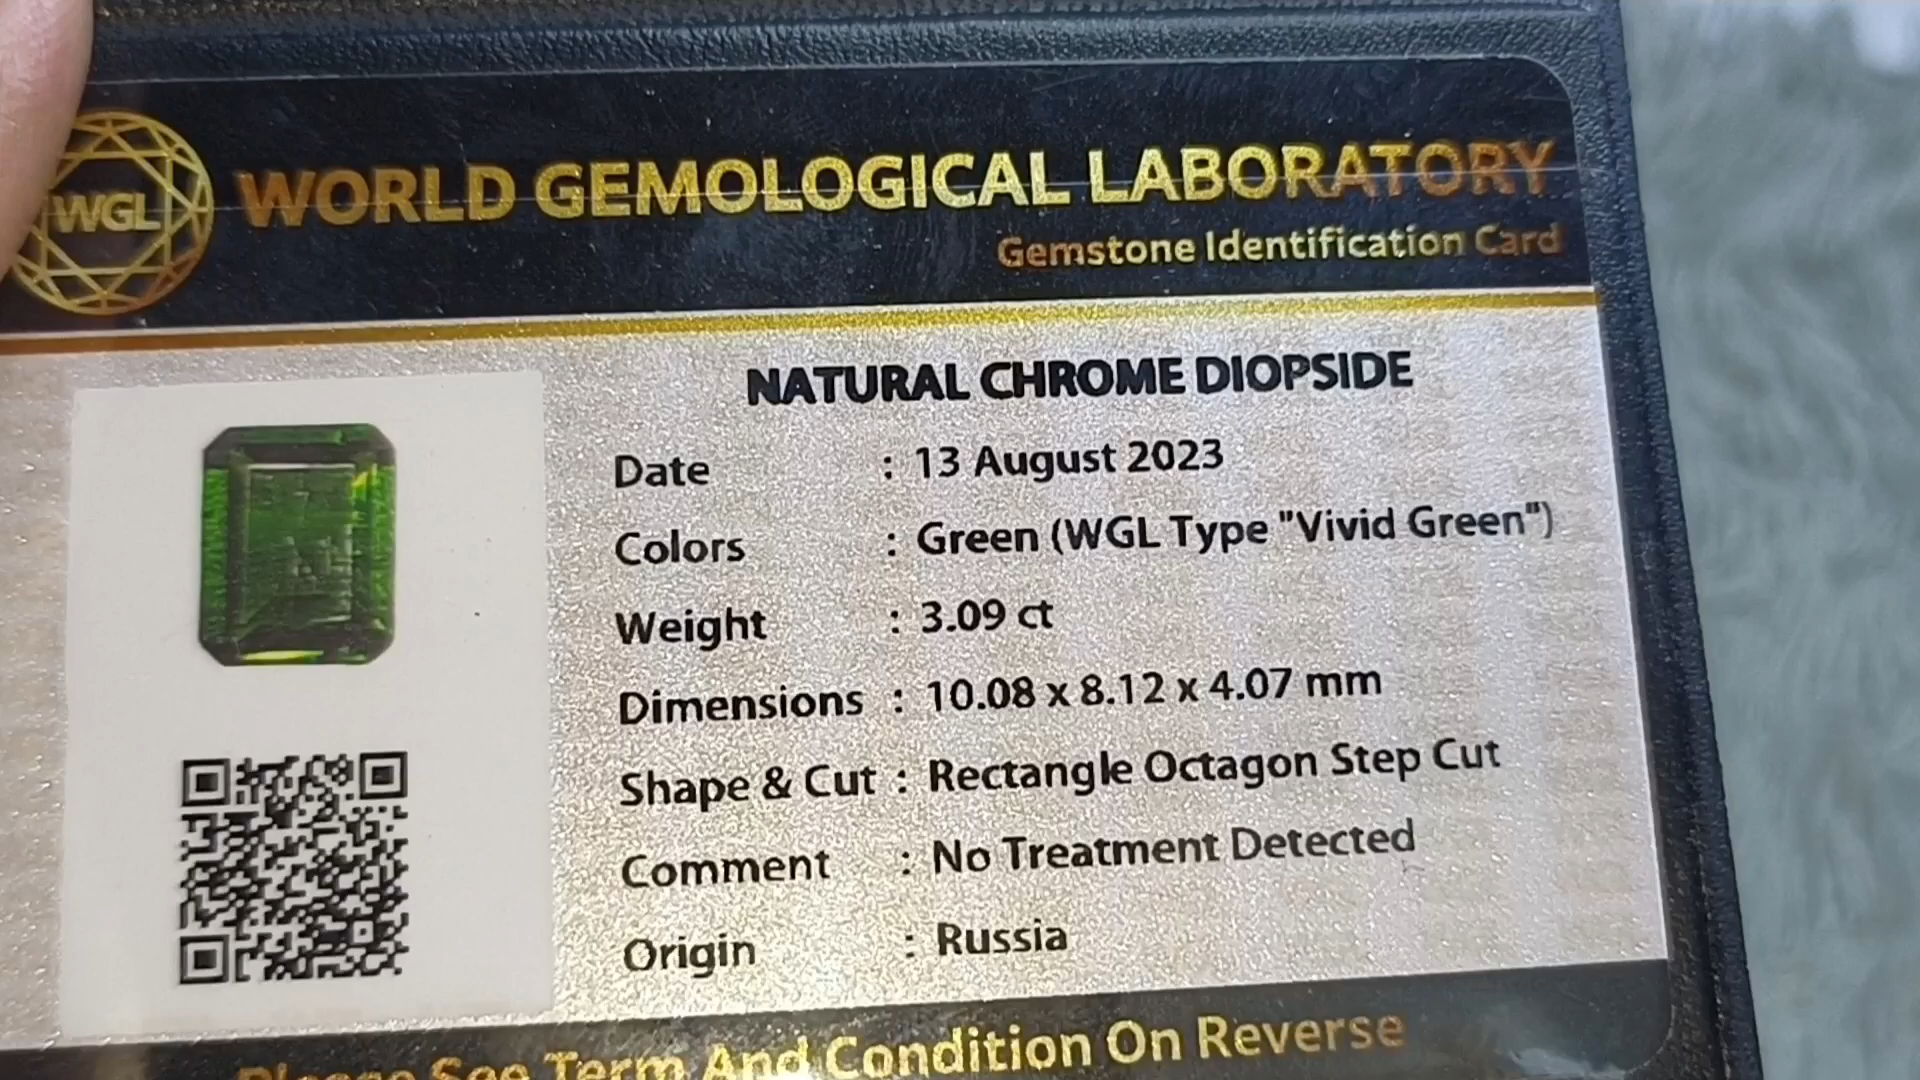 WGL
WORLD GEMOLOGICAL LABORATORY
Gemstone Identification Card
NATURAL CHROME DIOPSIDE
Date : 13 August 2023
Colors : Green (WGL Type "Vivid Green")
Weight : 3.09 ct
Dimensions : 10.08 x 8.12 x 4.07 mm
Shape & Cut : Rectangle Octagon Step Cut
Comment : No Treatment Detected
Origin : Russia
Please See Term And Condition On Reverse